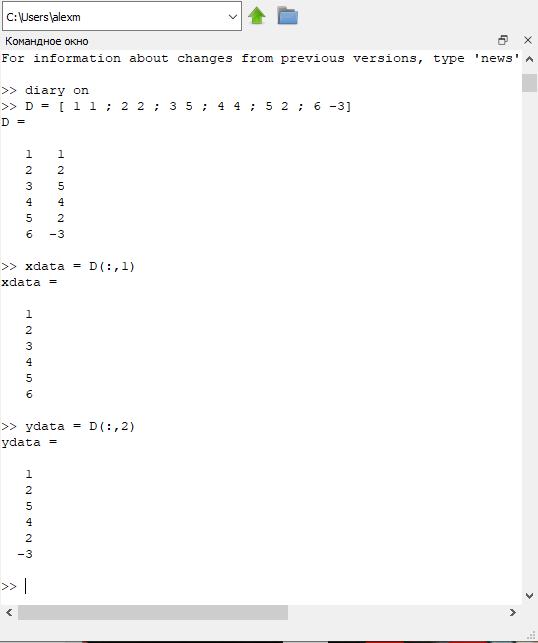 C:\Users\alexm
Командное окно
For information about changes from previous versions, type 'news'
>> diary on
>> D = [ 1 1 ; 2 2 ; 3 5 ; 4 4 ; 5 2 ; 6 -3]
D =
1 1
2 2
3 5
4 4
5 2
6 -3
>> xdata = D(:,1)
xdata =
1
2
3
4
5
6
>> ydata = D(:,2)
ydata =
1
2
5
4
2
-3
>>